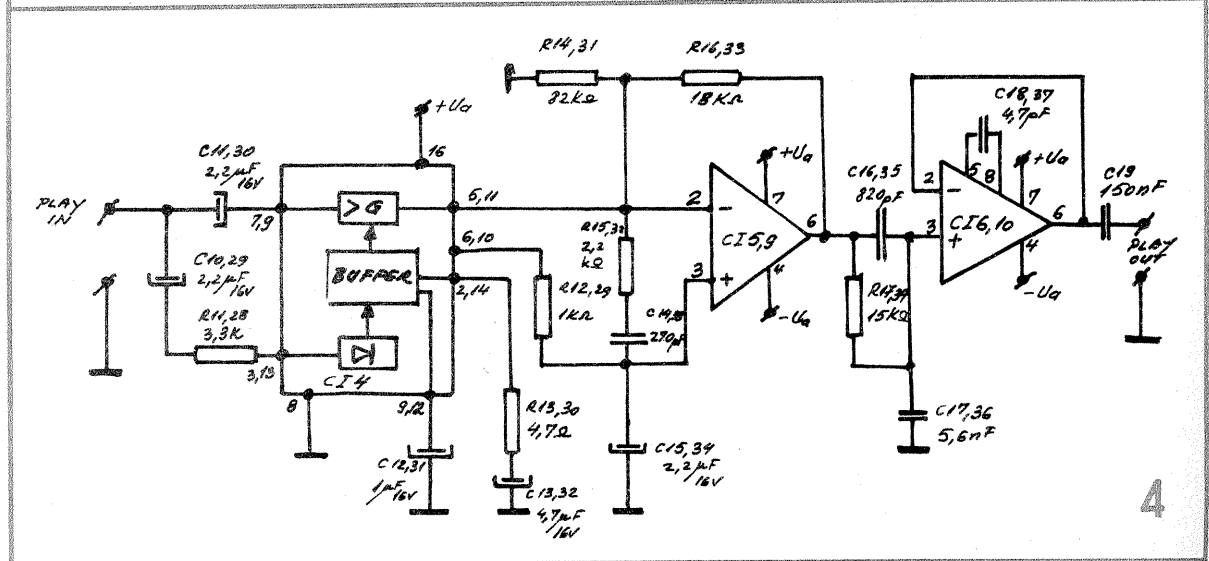 R14,31
82KΩ
R16,33
18KΩ
C18,37
4,7pF
+Ua
16
C11,30
2,2µF
16V
PLAY
IN
7,9
>G
5,11
2
−
+Ua
7
CI5,9
6
3
+
4
−Ua
C16,35
820pF
2
−
5
8
+Ua
7
CI6,10
6
3
+
4
−Ua
C19
150nF
PLAY
OUT
6,10
BUFFER
2,14
R12,29
1KΩ
R15,32
2,2
kΩ
270pF
R17,34
15KΩ
C10,29
2,2µF
16V
R11,28
3,3K
3,13
CI4
8
9,12
R13,30
4,7Ω
C12,31
1µF
16V
C13,32
4,7µF
16V
C15,34
2,2µF
16V
C17,36
5,6nF
4